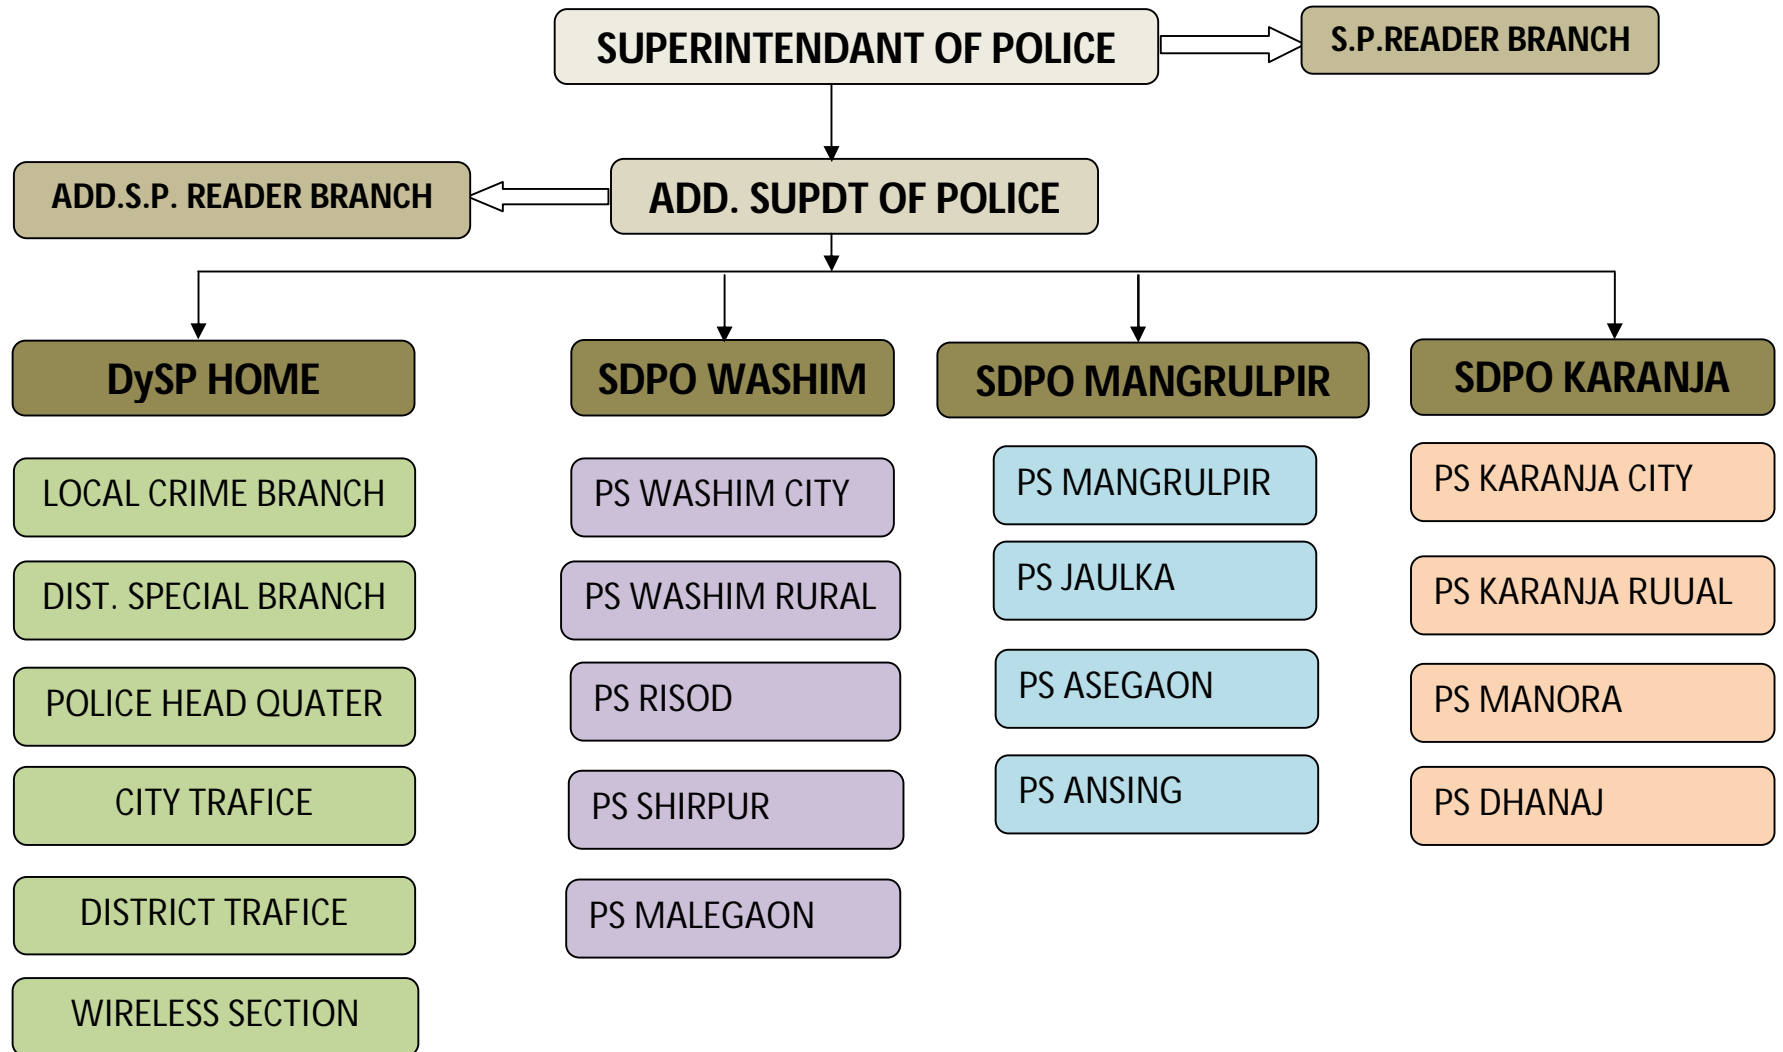 SUPERINTENDANT OF POLICE
S.P.READER BRANCH
ADD.S.P. READER BRANCH
ADD. SUPDT OF POLICE
DySP HOME
SDPO WASHIM
SDPO MANGRULPIR
SDPO KARANJA
LOCAL CRIME BRANCH
DIST. SPECIAL BRANCH
POLICE HEAD QUATER
CITY TRAFICE
DISTRICT TRAFICE
WIRELESS SECTION
PS WASHIM CITY
PS WASHIM RURAL
PS RISOD
PS SHIRPUR
PS MALEGAON
PS MANGRULPIR
PS JAULKA
PS ASEGAON
PS ANSING
PS KARANJA CITY
PS KARANJA RUUAL
PS MANORA
PS DHANAJ